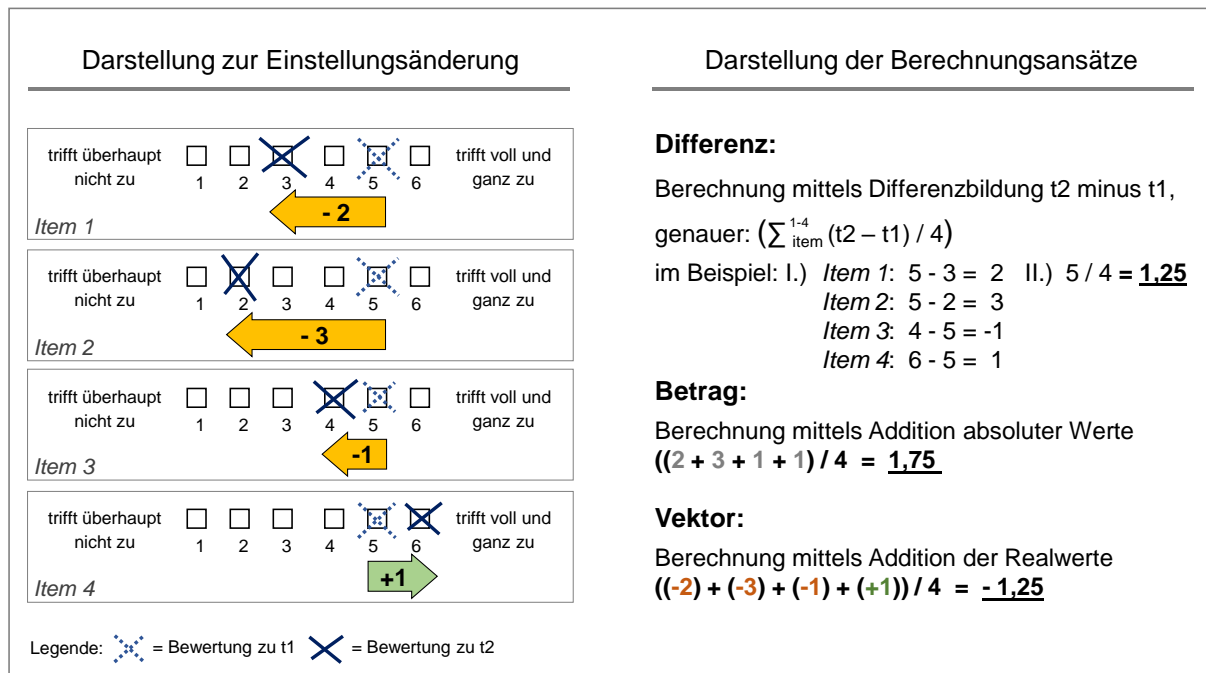 Darstellung zur Einstellungsänderung
trifft überhaupt
nicht zu
1 2 3 4 5 6
trifft voll und
ganz zu
- 2
Item 1
trifft überhaupt
nicht zu
1 2 3 4 5 6
trifft voll und
ganz zu
- 3
Item 2
trifft überhaupt
nicht zu
1 2 3 4 5 6
trifft voll und
ganz zu
-1
Item 3
trifft überhaupt
nicht zu
1 2 3 4 5 6
trifft voll und
ganz zu
+1
Item 4
Legende: = Bewertung zu t1 = Bewertung zu t2
Darstellung der Berechnungsansätze
Differenz:
Berechnung mittels Differenzbildung t2 minus t1,
genauer: (∑ item 1-4 (t2 – t1) / 4)
im Beispiel: I.) Item 1: 5 - 3 = 2 II.) 5 / 4 = 1,25
Item 2: 5 - 2 = 3
Item 3: 4 - 5 = -1
Item 4: 6 - 5 = 1
Betrag:
Berechnung mittels Addition absoluter Werte
((2 + 3 + 1 + 1) / 4 = 1,75
Vektor:
Berechnung mittels Addition der Realwerte
((-2) + (-3) + (-1) + (+1)) / 4 = - 1,25